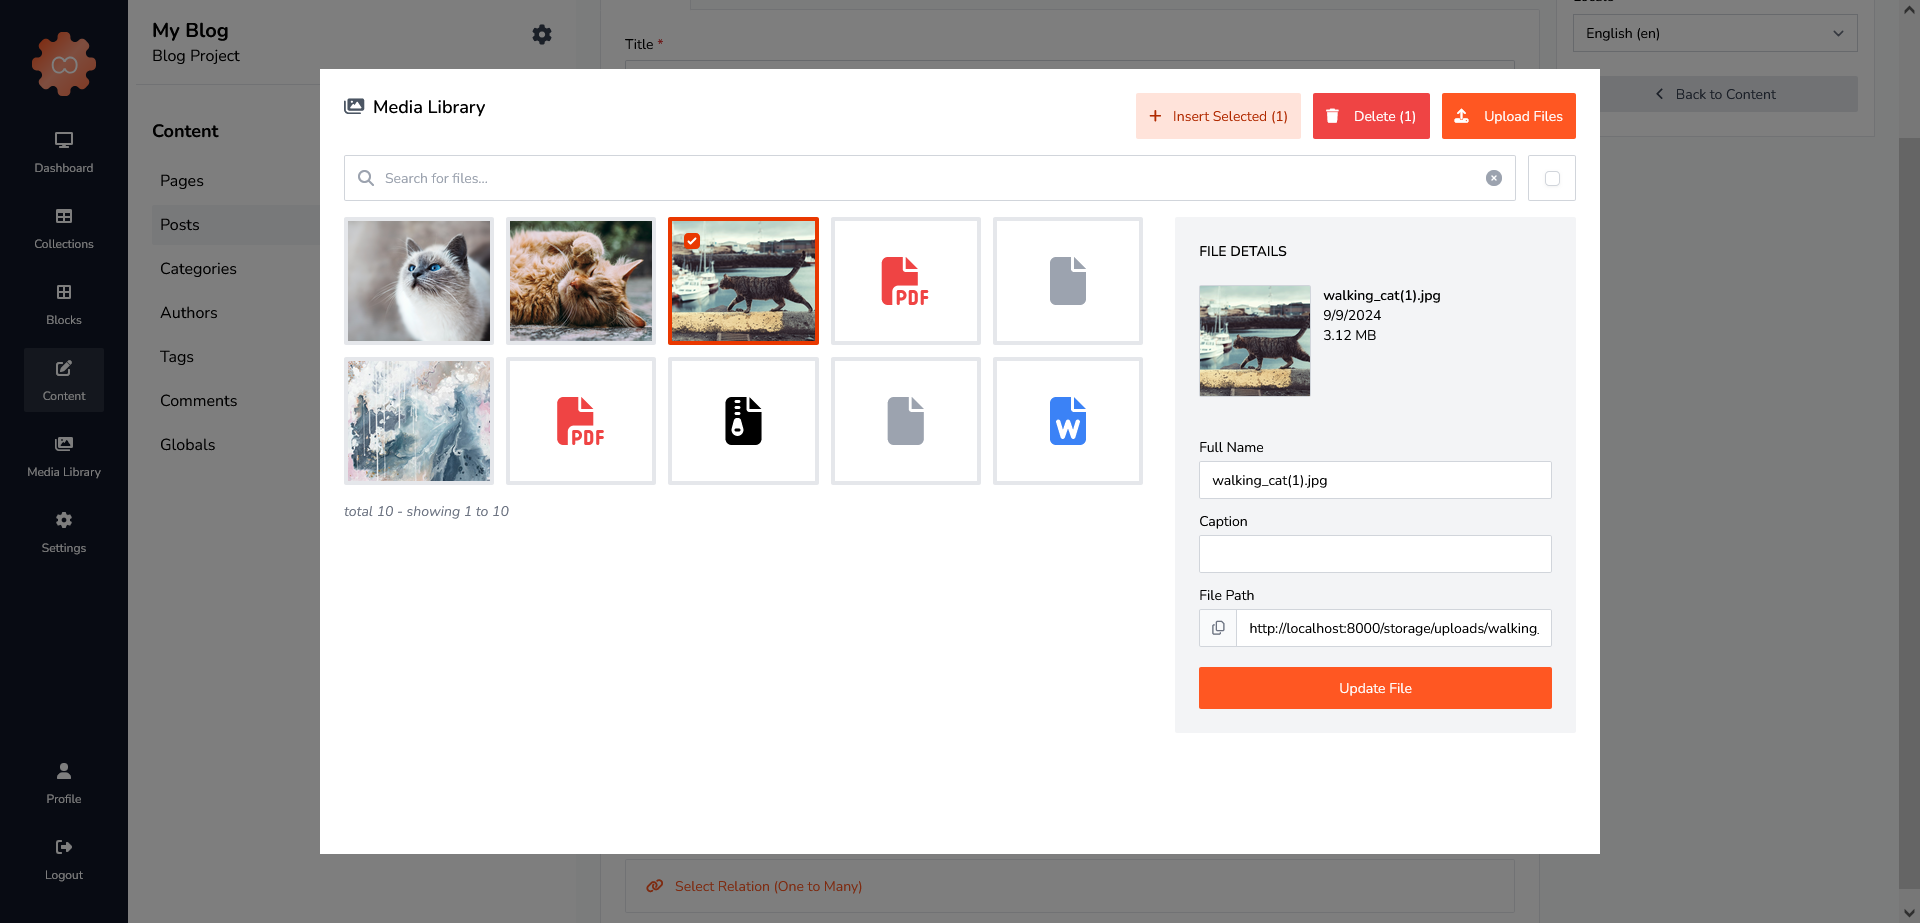 My Blog
Blog Project
Dashboard
Collections
Blocks
Content
Media Library
Settings
Profile
Logout
Content
Pages
Posts
Categories
Authors
Tags
Comments
Globals
Title *
English (en)
Back to Content
Media Library
Insert Selected (1)
Delete (1)
Upload Files
Search for files...
PDF
PDF
W
total 10 - showing 1 to 10
FILE DETAILS
walking_cat(1).jpg
9/9/2024
3.12 MB
Full Name
walking_cat(1).jpg
Caption
File Path
http://localhost:8000/storage/uploads/walking_
Update File
Select Relation (One to Many)